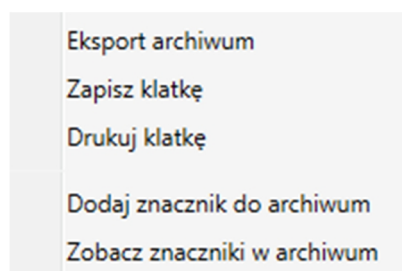 Eksport archiwum
Zapisz klatkę
Drukuj klatkę
Dodaj znacznik do archiwum
Zobacz znaczniki w archiwum